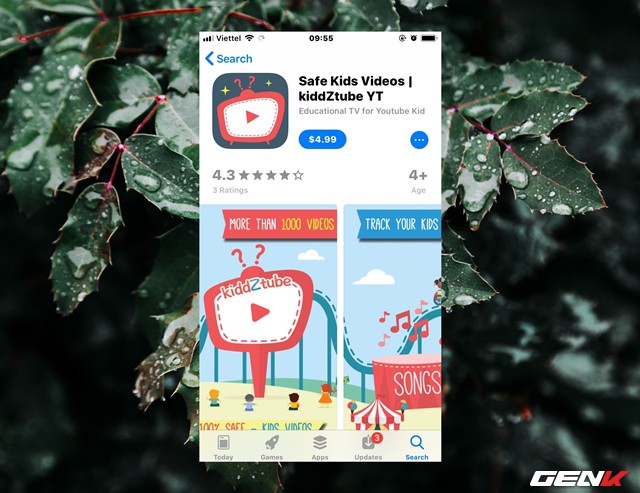 Viettel 09:55
Search
Safe Kids Videos |
kiddZtube YT
Educational TV for Youtube Kid
$4.99
4.3
4+
3 Ratings
Age
MORE THAN 1000 VIDEOS
TRACK YOUR KIDS
kiddZtube
SONGS
100% SAFE KIDS VIDEOS
3
Today
Games
Apps
Updates
Search
GENK